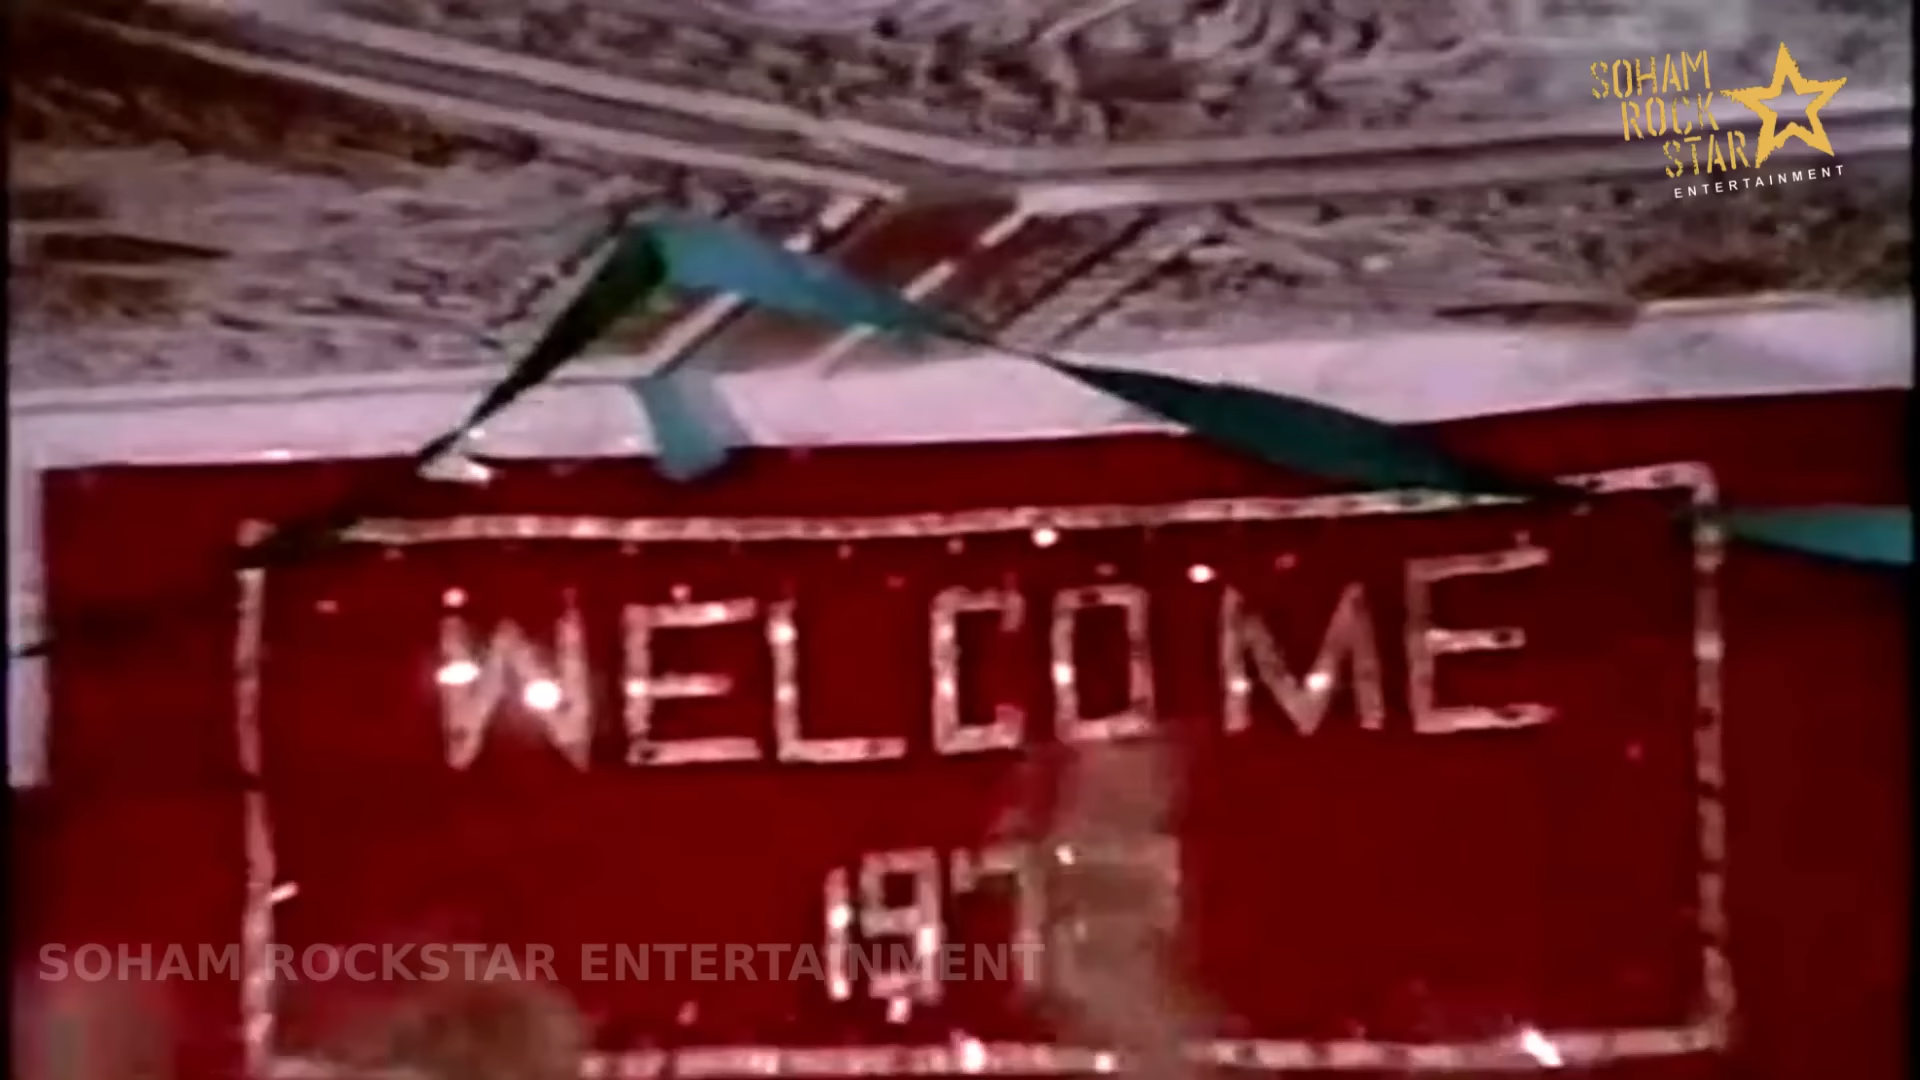 SOHAM
ROCK
STAR
ENTERTAINMENT
WELCOME
SOHAM ROCKSTAR ENTERTAINMENT